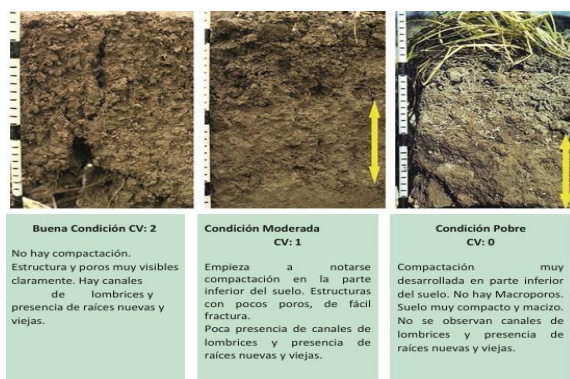 Buena Condición CV: 2
No hay compactación.
Estructura y poros muy visibles
claramente. Hay canales
de lombrices y
presencia de raíces nuevas y
viejas.
Condición Moderada
CV: 1
Empieza a notarse
compactación en la parte
inferior del suelo. Estructuras
con pocos poros, de fácil
fractura.
Poca presencia de canales de
lombrices y presencia de
raíces nuevas y viejas.
Condición Pobre
CV: 0
Compactación muy
desarrollada en parte inferior
del suelo. No hay Macroporos.
Suelo muy compacto y macizo.
No se observan canales de
lombrices y presencia de
raíces nuevas y viejas.